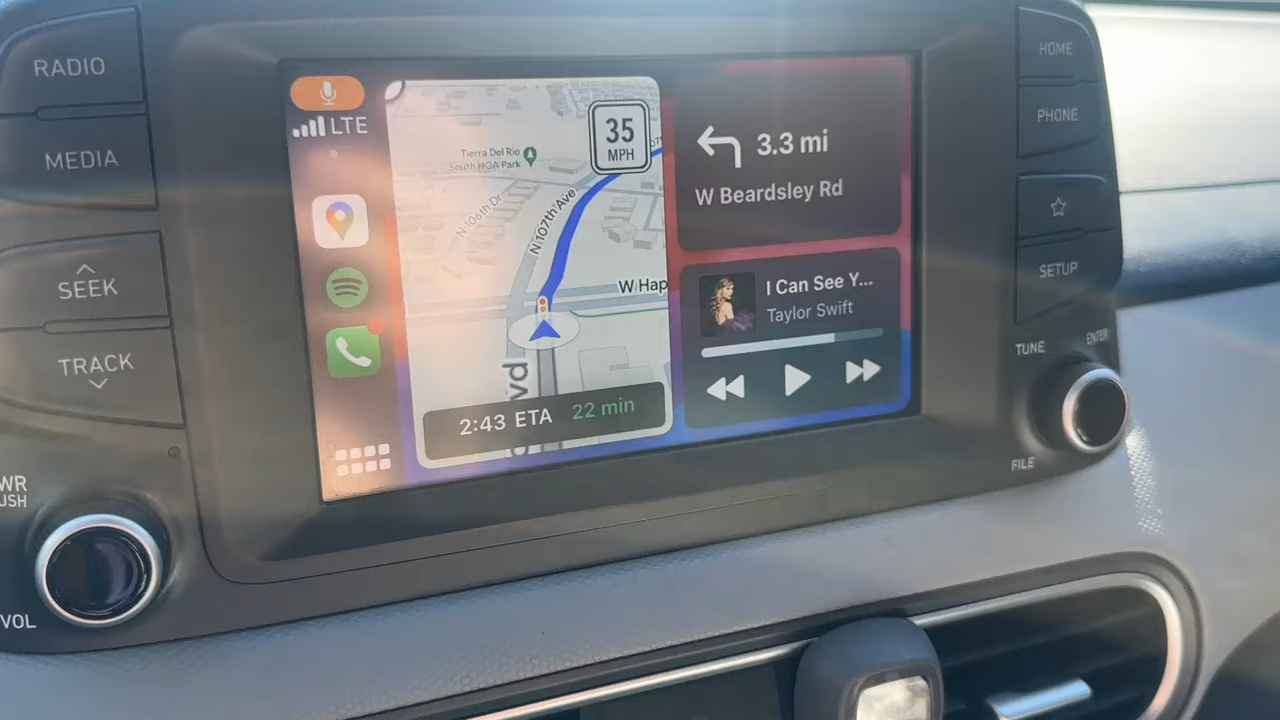 RADIO
MEDIA
SEEK
TRACK
VOL
LTE
Tierra Del Rio
South HOA Park
N 106th Dr
N 107th Ave
35
MPH
W Hap
vd
2:43 ETA 22 min
3.3 mi
W Beardsley Rd
I Can See Y...
Taylor Swift
HOME
PHONE
SETUP
TUNE
ENTER
FILE